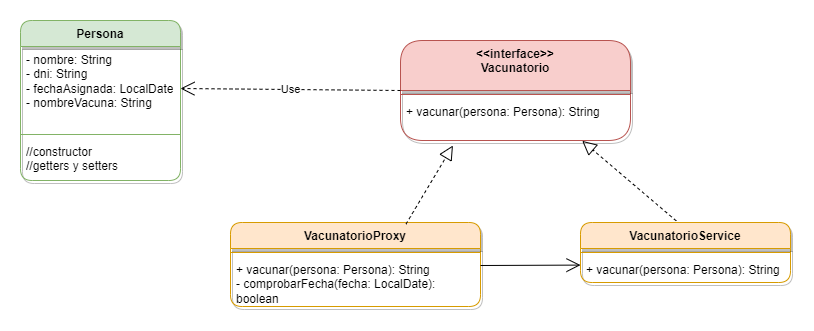 Persona
- nombre: String
- dni: String
- fechaAsignada: LocalDate
- nombreVacuna: String
//constructor
//getters y setters
Use
<<interface>>
Vacunatorio
+ vacunar(persona: Persona): String
VacunatorioProxy
+ vacunar(persona: Persona): String
- comprobarFecha(fecha: LocalDate):
boolean
VacunatorioService
+ vacunar(persona: Persona): String